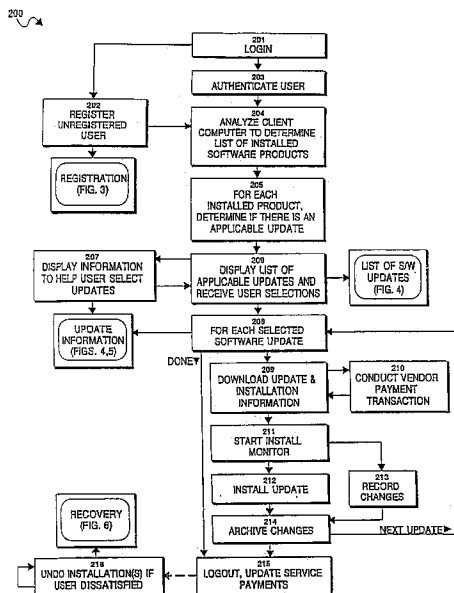 200
201
LOGIN
203
AUTHENTICATE USER
202
REGISTER
UNREGISTERED
USER
204
ANALYZE CLIENT
COMPUTER TO DETERMINE
LIST OF INSTALLED
SOFTWARE PRODUCTS
REGISTRATION
(FIG. 3)
205
FOR EACH
INSTALLED PRODUCT,
DETERMINE IF THERE IS AN
APPLICABLE UPDATE
207
DISPLAY INFORMATION
TO HELP USER SELECT
UPDATES
206
DISPLAY LIST OF
APPLICABLE UPDATES AND
RECEIVE USER SELECTIONS
LIST OF S/W
UPDATES
(FIG. 4)
UPDATE
INFORMATION
(FIGS. 4,5)
208
FOR EACH SELECTED
SOFTWARE UPDATE
DONE
209
DOWNLOAD UPDATE &
INSTALLATION
INFORMATION
210
CONDUCT VENDOR
PAYMENT
TRANSACTION
211
START INSTALL
MONITOR
212
INSTALL UPDATE
213
RECORD
CHANGES
RECOVERY
(FIG. 6)
214
ARCHIVE CHANGES
NEXT UPDATE
216
UNDO INSTALLATION(S) IF
USER DISSATISFIED
215
LOGOUT, UPDATE SERVICE
PAYMENTS